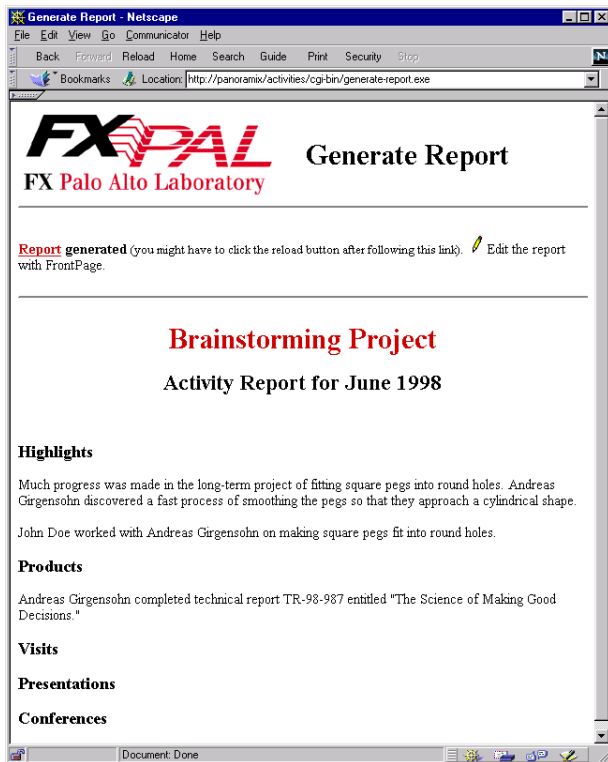 Generate Report - Netscape
File Edit View Go Communicator Help
Back Forward Reload Home Search Guide Print Security Stop
N
Bookmarks Location: http://panoramix/activities/cgi-bin/generate-report.exe
FXPAL
FX Palo Alto Laboratory
Generate Report
Report generated (you might have to click the reload button after following this link). Edit the report
with FrontPage.
Brainstorming Project
Activity Report for June 1998
Highlights
Much progress was made in the long-term project of fitting square pegs into round holes. Andreas
Girgensohn discovered a fast process of smoothing the pegs so that they approach a cylindrical shape.
John Doe worked with Andreas Girgensohn on making square pegs fit into round holes.
Products
Andreas Girgensohn completed technical report TR-98-987 entitled "The Science of Making Good
Decisions."
Visits
Presentations
Conferences
Document: Done